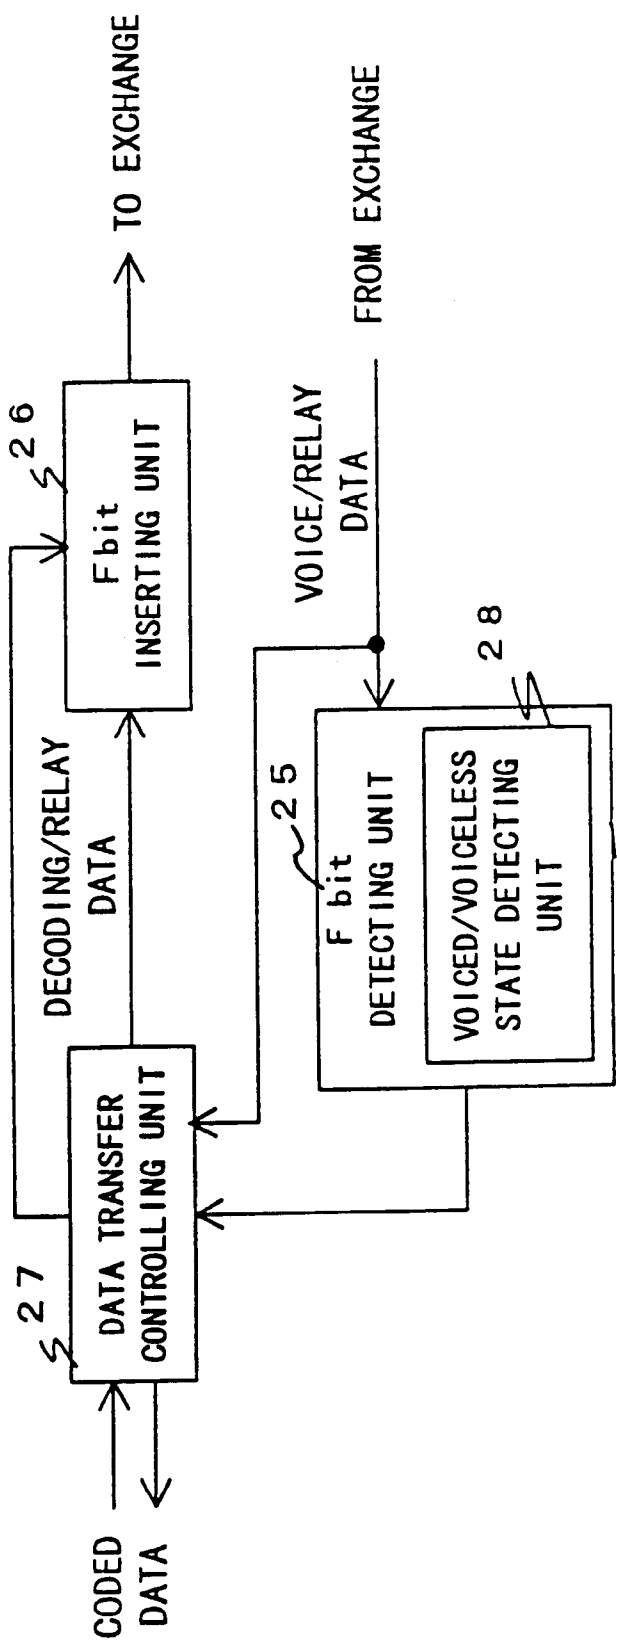 CODED
DATA
27
DATA TRANSFER
CONTROLLING UNIT
DECODING/RELAY
DATA
26
Fbit
INSERTING UNIT
TO EXCHANGE
25
F bit
DETECTING UNIT
VOICED/VOICELESS
STATE DETECTING
UNIT
28
VOICE/RELAY
DATA
FROM EXCHANGE